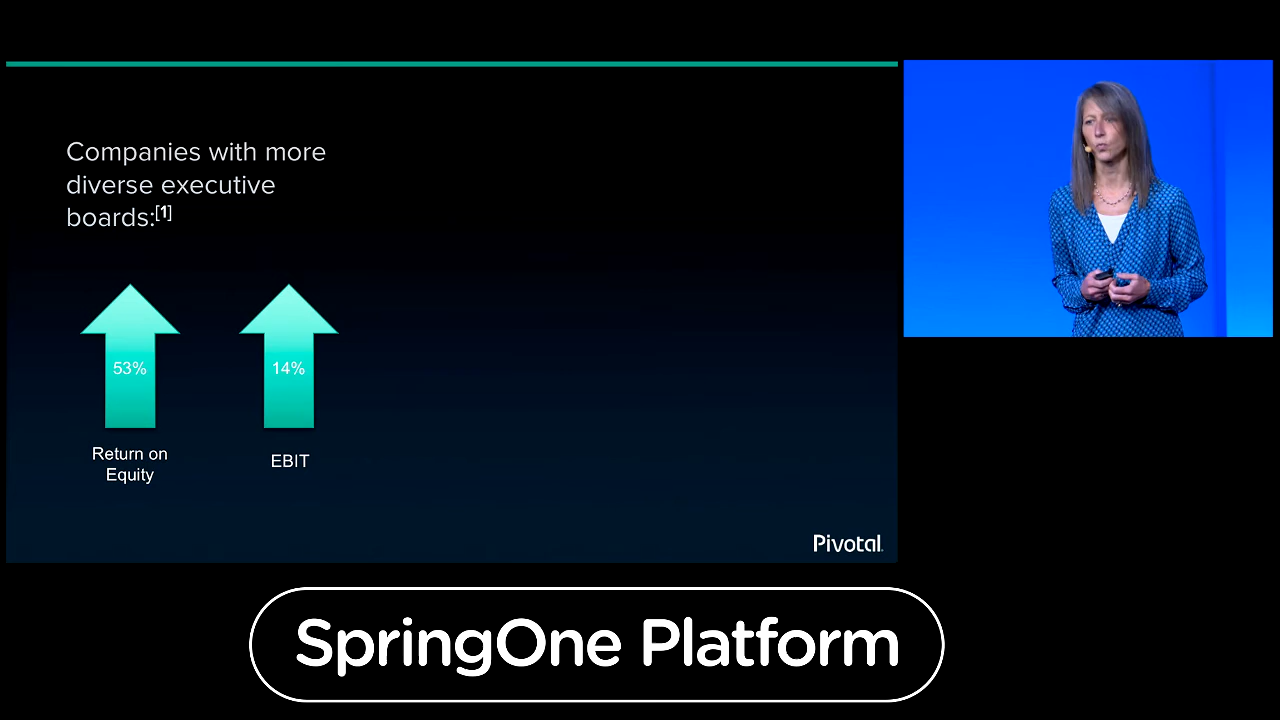 Companies with more
diverse executive
boards:[1]
53%
14%
Return on
Equity
EBIT
Pivotal
SpringOne Platform